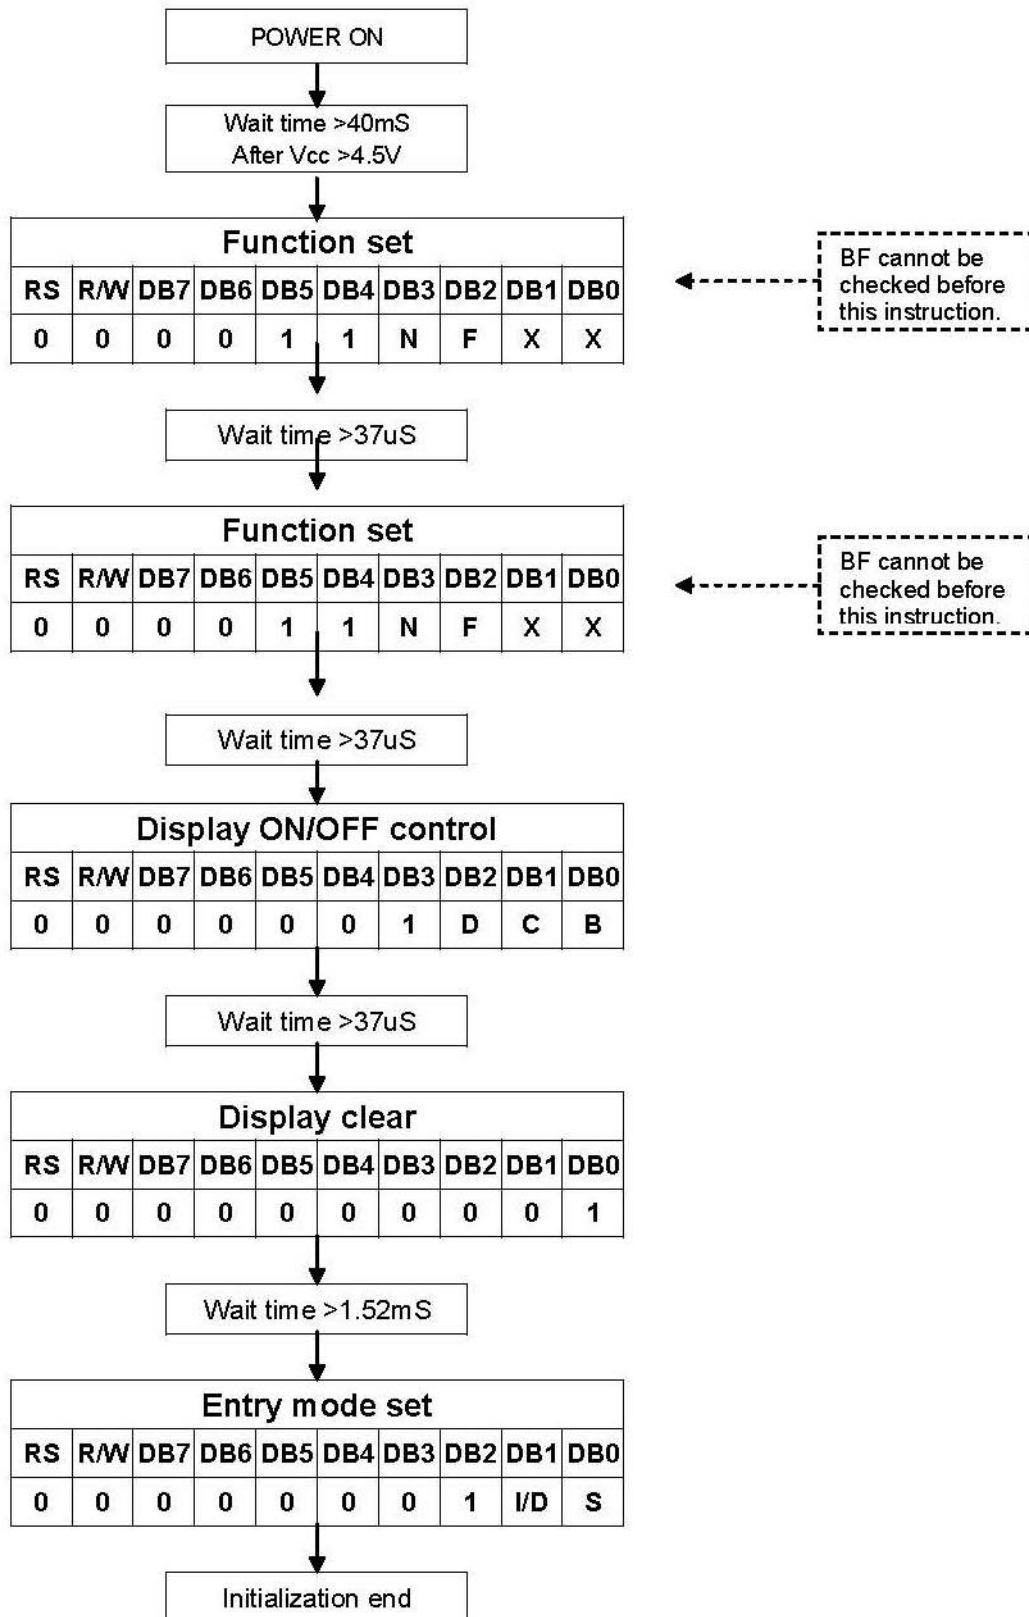 POWER ON
Wait time >40mS
After Vcc >4.5V
Function set
RS R/W DB7 DB6 DB5 DB4 DB3 DB2 DB1 DB0
0 0 0 0 1 1 N F X X
BF cannot be
checked before
this instruction.
Wait time >37uS
Function set
RS R/W DB7 DB6 DB5 DB4 DB3 DB2 DB1 DB0
0 0 0 0 1 1 N F X X
BF cannot be
checked before
this instruction.
Wait time >37uS
Display ON/OFF control
RS R/W DB7 DB6 DB5 DB4 DB3 DB2 DB1 DB0
0 0 0 0 0 0 1 D C B
Wait time >37uS
Display clear
RS R/W DB7 DB6 DB5 DB4 DB3 DB2 DB1 DB0
0 0 0 0 0 0 0 0 0 1
Wait time >1.52mS
Entry mode set
RS R/W DB7 DB6 DB5 DB4 DB3 DB2 DB1 DB0
0 0 0 0 0 0 0 1 I/D S
Initialization end